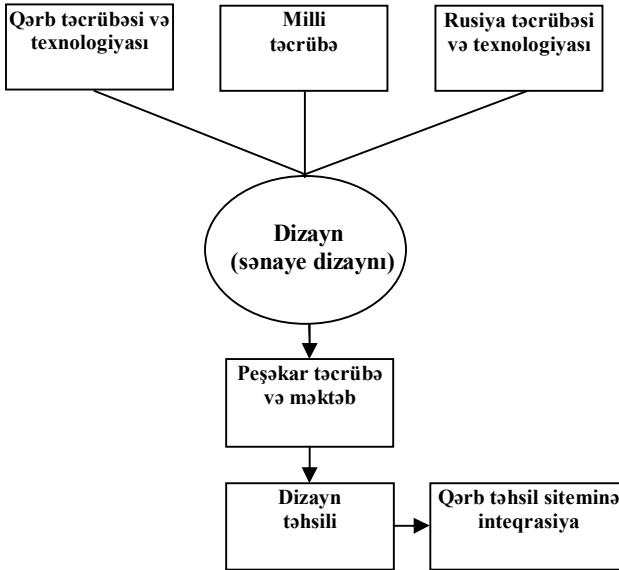 Qərb təcrübəsi və
texnologiyası
Milli
təcrübə
Rusiya təcrübəsi
və texnologiyası
Dizayn
(sənaye dizaynı)
Peşəkar təcrübə
və məktəb
Dizayn
təhsili
Qərb təhsil siteminə
inteqrasiya